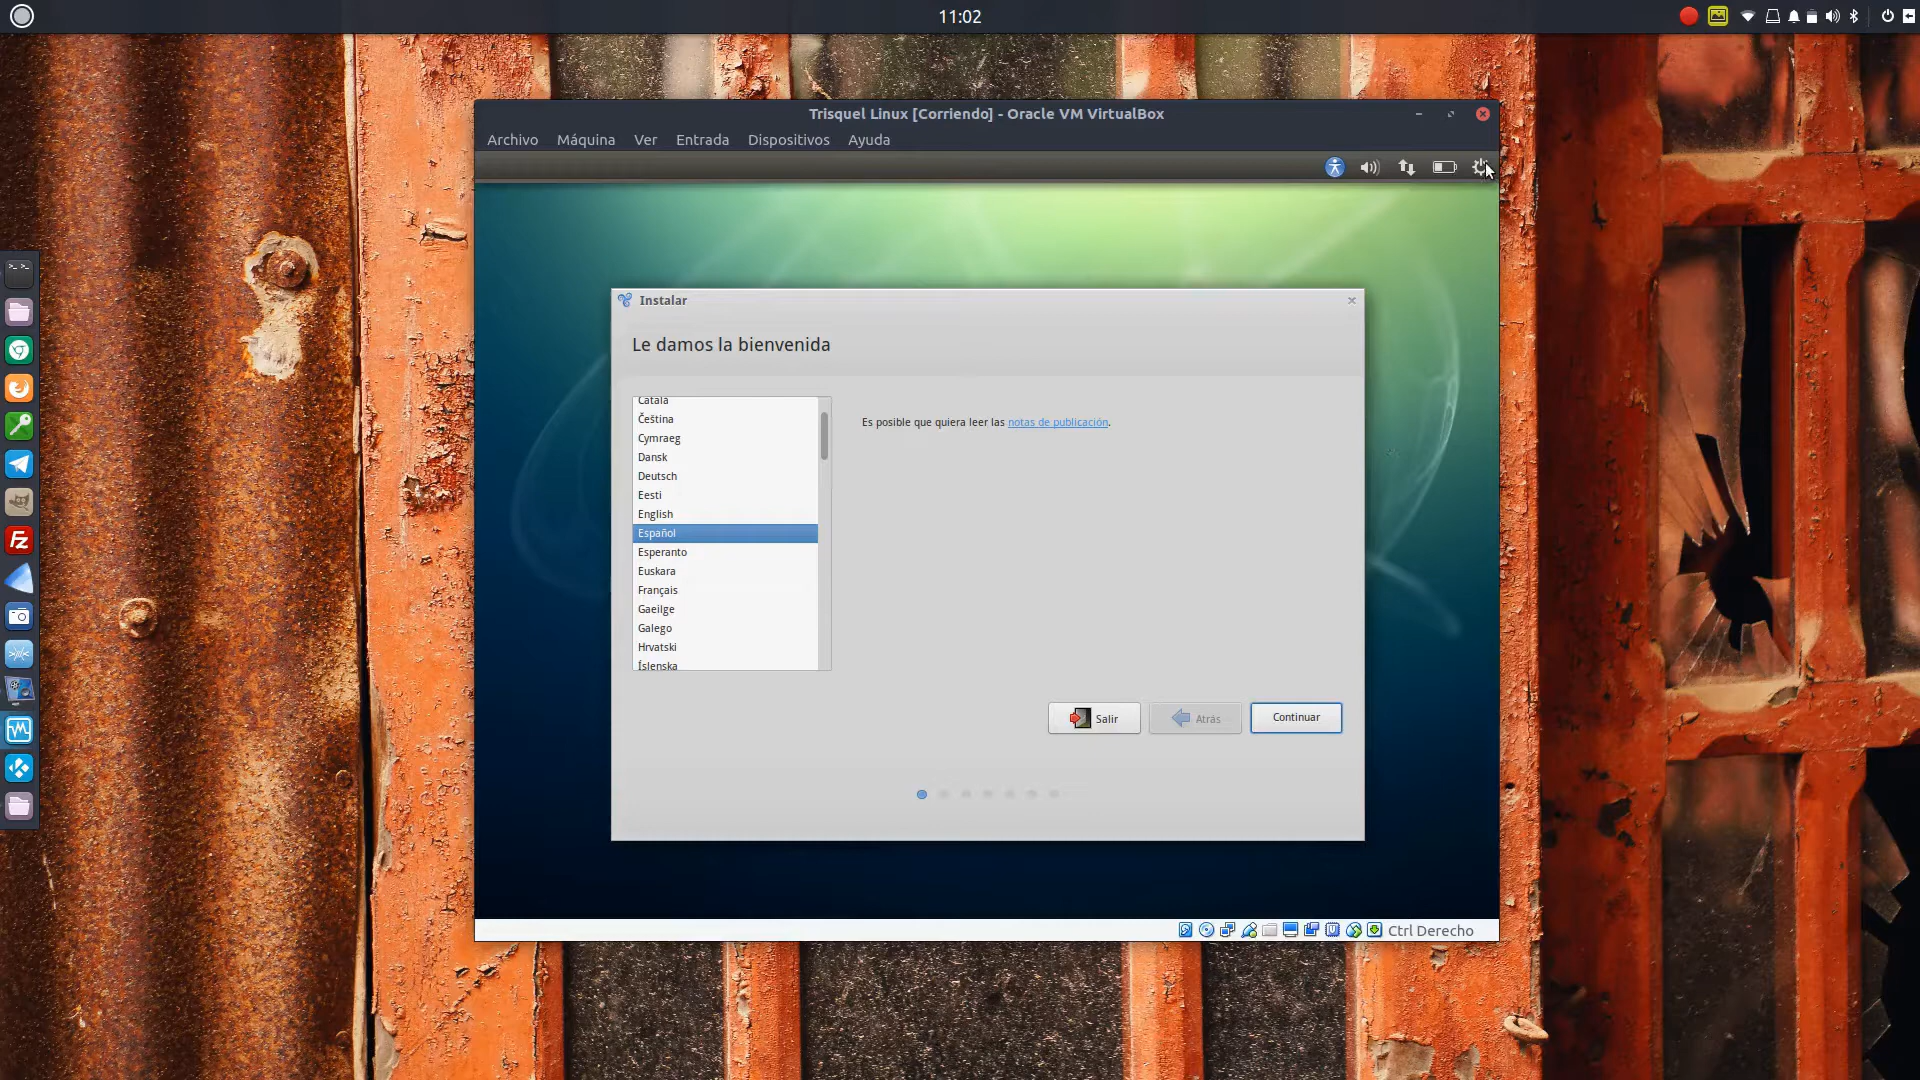 11:02
Trisquel Linux [Corriendo] - Oracle VM VirtualBox
Archivo Máquina Ver Entrada Dispositivos Ayuda
Instalar
Le damos la bienvenida
Català
Čeština
Cymraeg
Dansk
Deutsch
Eesti
English
Español
Esperanto
Euskara
Français
Gaeilge
Galego
Hrvatski
Íslenska
Es posible que quiera leer las notas de publicación.
Salir Atrás Continuar
Ctrl Derecho